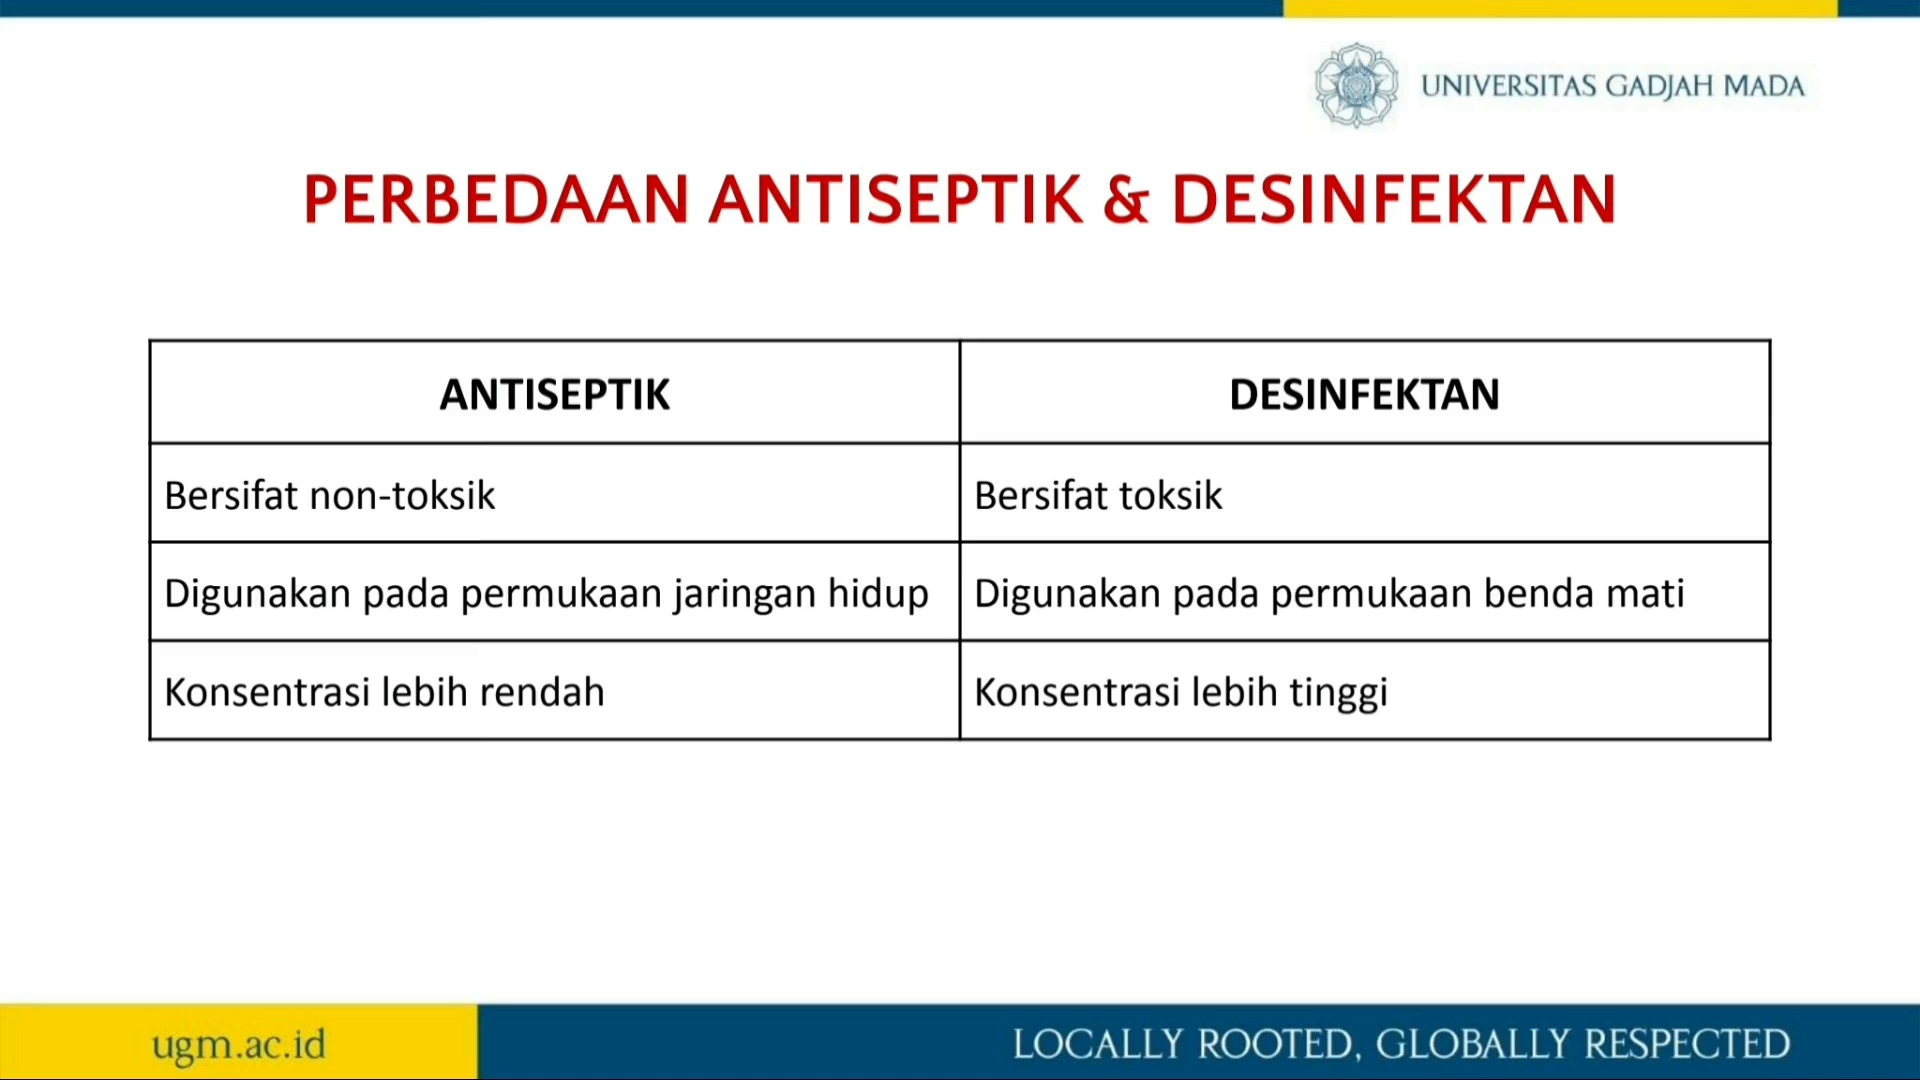 UNIVERSITAS GADJAH MADA
PERBEDAAN ANTISEPTIK & DESINFEKTAN
ANTISEPTIK
DESINFEKTAN
Bersifat non-toksik
Bersifat toksik
Digunakan pada permukaan jaringan hidup
Digunakan pada permukaan benda mati
Konsentrasi lebih rendah
Konsentrasi lebih tinggi
ugm.ac.id
LOCALLY ROOTED, GLOBALLY RESPECTED